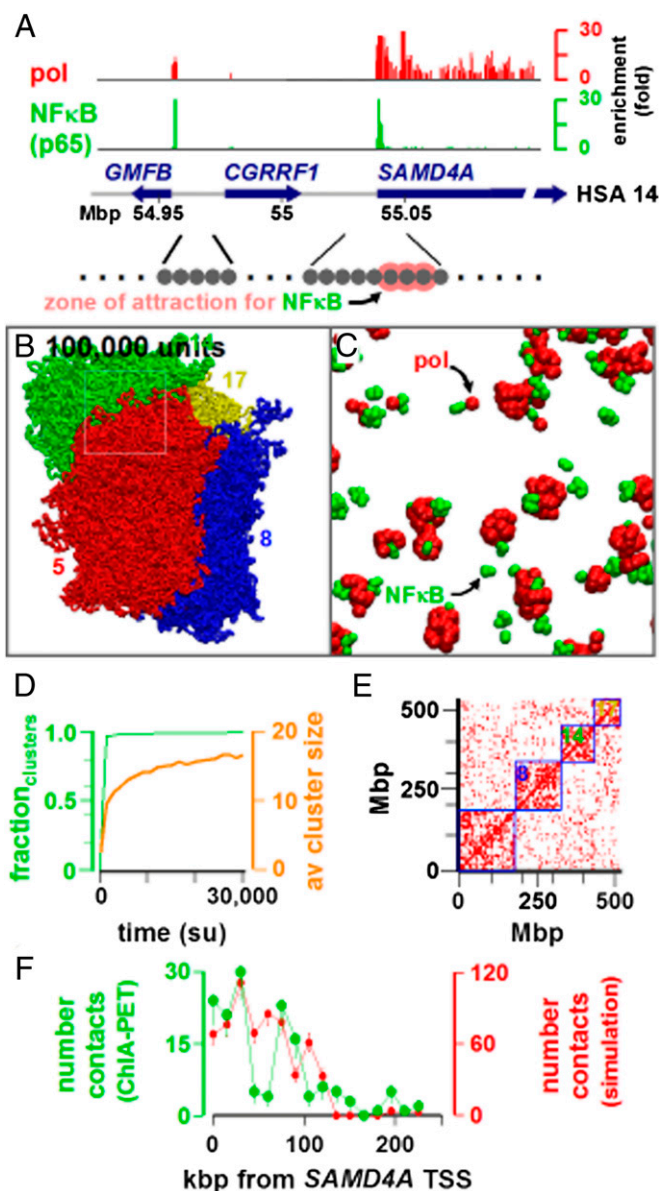 A
pol
30
0
NFκB
(p65)
30
0
enrichment
(fold)
GMFB CGRRF1 SAMD4A
HSA 14
Mbp 54.95 55 55.05
zone of attraction for NFκB
B 100,000 units
14
17
5
8
C
pol
NFκB
D
fraction clusters
1.0
0.5
0
av cluster size
20
10
0
0 30,000
time (su)
E
Mbp
500
250
0
5
8
14
17
0 250 500
Mbp
F
number
contacts
(ChIA-PET)
30
15
0
120
60
0
number
contacts
(simulation)
0 100 200
kbp from SAMD4A TSS